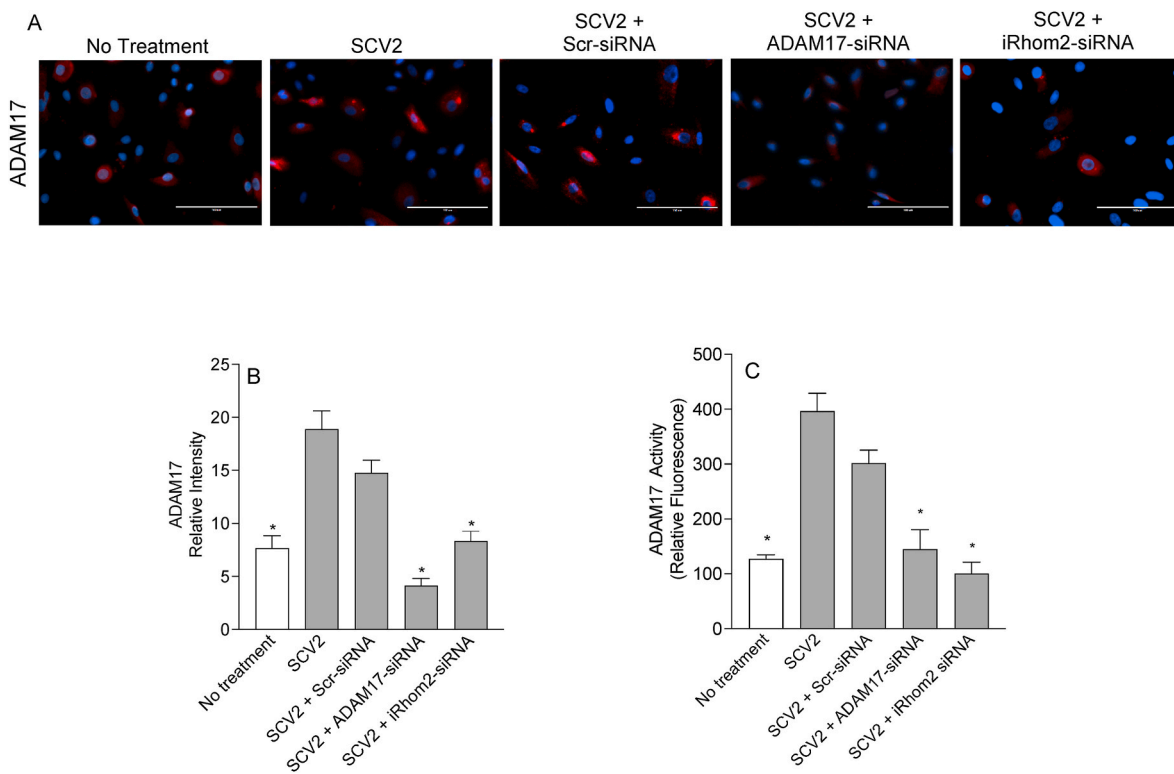 A
No Treatment
SCV2
SCV2 +
Scr-siRNA
SCV2 +
ADAM17-siRNA
SCV2 +
iRhom2-siRNA
ADAM17
B
ADAM17
Relative Intensity
25
20
15
10
5
0
*
*
*
No treatment
SCV2
SCV2 + Scr-siRNA
SCV2 + ADAM17-siRNA
SCV2 + iRhom2-siRNA
C
ADAM17 Activity
(Relative Fluorescence)
500
400
300
200
100
0
*
*
*
No treatment
SCV2
SCV2 + Scr-siRNA
SCV2 + ADAM17-siRNA
SCV2 + iRhom2 siRNA